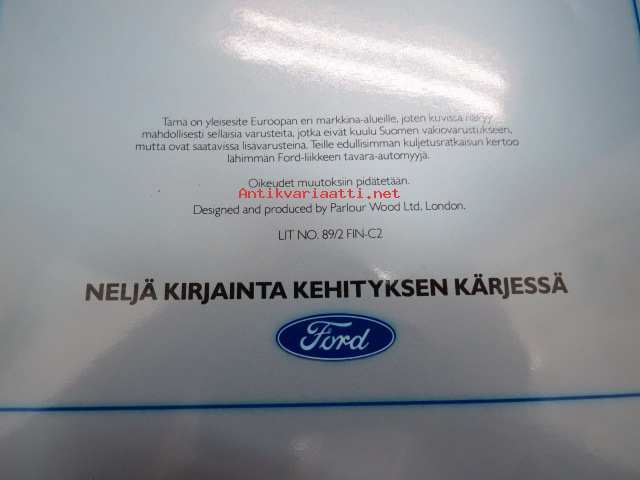 Tämä on yleisesite Euroopan eri markkina-alueille, joten kuvissa näkyy
mahdollisesti sellaisia varusteita, jotka eivät kuulu Suomen vakiovarustukseen,
mutta ovat saatavissa lisävarusteina. Teille edullisimman kuljetusratkaisun kertoo
lähimmän Ford-liikkeen tavara-automyyjä.
Oikeudet muutoksiin pidätetään.
Antikvariaatti.net
Designed and produced by Parlour Wood Ltd, London.
LIT NO. 89/2 FIN-C2
NELJÄ KIRJAINTA KEHITYKSEN KÄRJESSÄ
Ford